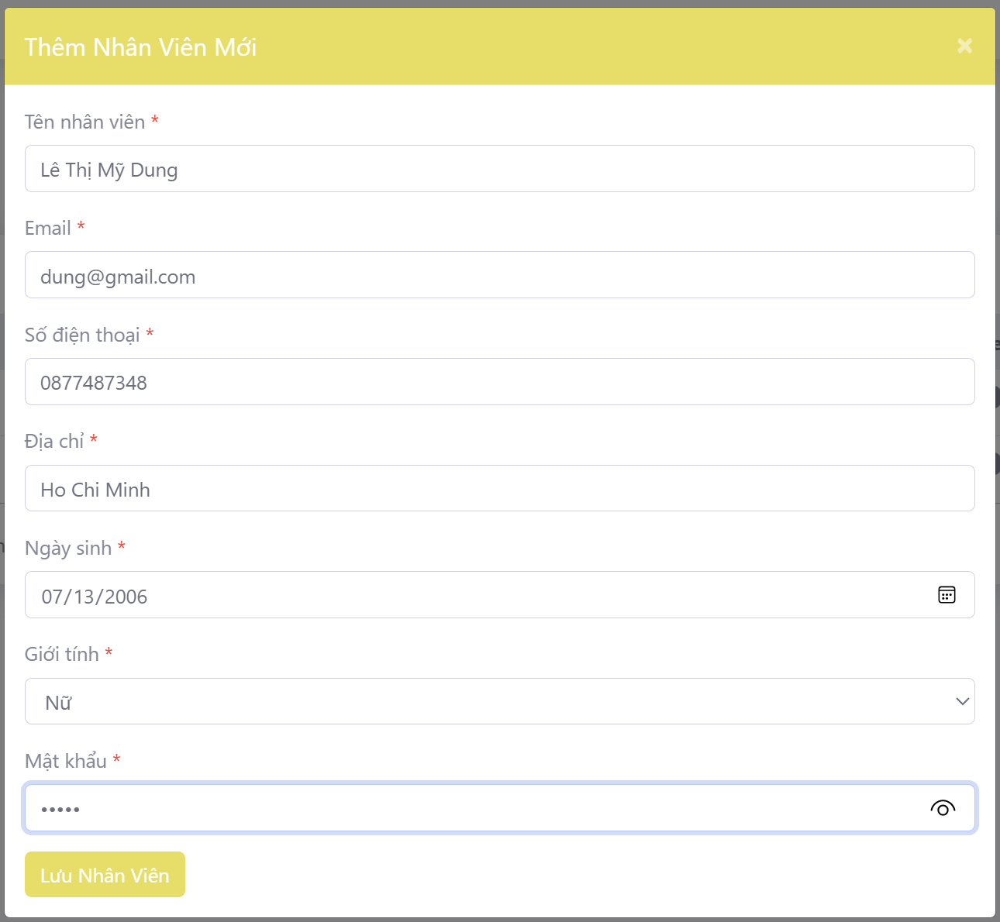 Thêm Nhân Viên Mới
Tên nhân viên *
Lê Thị Mỹ Dung
Email *
dung@gmail.com
Số điện thoại *
0877487348
Địa chỉ *
Ho Chi Minh
Ngày sinh *
07/13/2006
Giới tính *
Nữ
Mật khẩu *
•••••
Lưu Nhân Viên